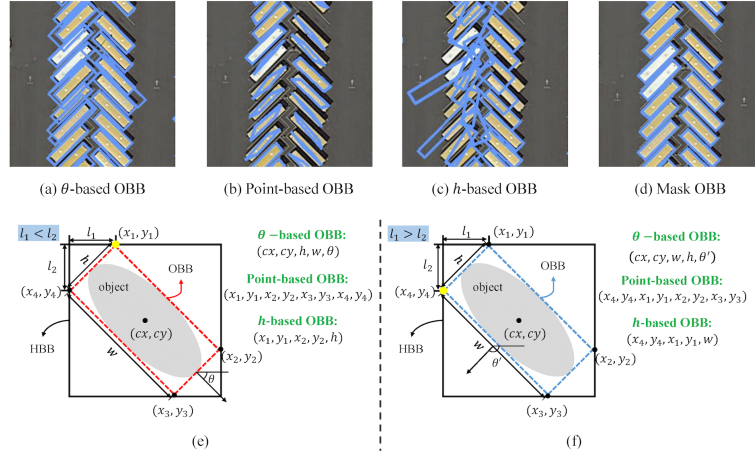 (a) θ-based OBB
(b) Point-based OBB
(c) h-based OBB
(d) Mask OBB
l₁ < l₂
l₁
(x₁, y₁)
l₂
h
OBB
object
(x₄, y₄)
(cx, cy)
HBB
w
(x₂, y₂)
θ
(x₃, y₃)
θ −based OBB:
(cx, cy, h, w, θ)
Point-based OBB:
(x₁, y₁, x₂, y₂, x₃, y₃, x₄, y₄)
h-based OBB:
(x₁, y₁, x₂, y₂, h)
(e)
l₁ > l₂
l₁
(x₁, y₁)
l₂
h
OBB
object
(x₄, y₄)
(cx, cy)
HBB
w
θ′
(x₂, y₂)
(x₃, y₃)
θ −based OBB:
(cx, cy, w, h, θ′)
Point-based OBB:
(x₄, y₄, x₁, y₁, x₂, y₂, x₃, y₃)
h-based OBB:
(x₄, y₄, x₁, y₁, w)
(f)